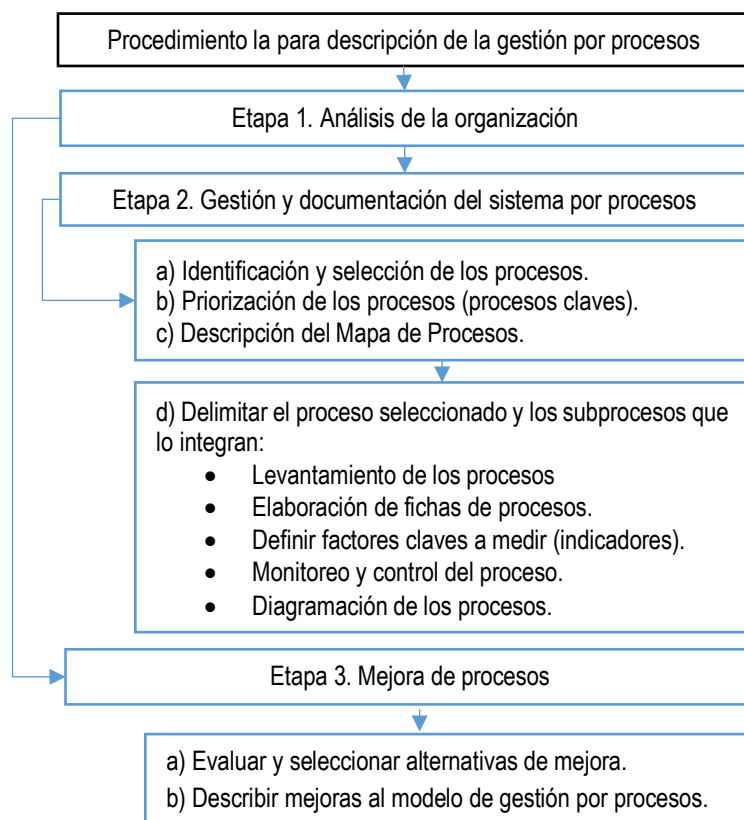 Procedimiento la para descripción de la gestión por procesos
Etapa 1. Análisis de la organización
Etapa 2. Gestión y documentación del sistema por procesos
a) Identificación y selección de los procesos.
b) Priorización de los procesos (procesos claves).
c) Descripción del Mapa de Procesos.
d) Delimitar el proceso seleccionado y los subprocesos que
lo integran:
• Levantamiento de los procesos
• Elaboración de fichas de procesos.
• Definir factores claves a medir (indicadores).
• Monitoreo y control del proceso.
• Diagramación de los procesos.
Etapa 3. Mejora de procesos
a) Evaluar y seleccionar alternativas de mejora.
b) Describir mejoras al modelo de gestión por procesos.